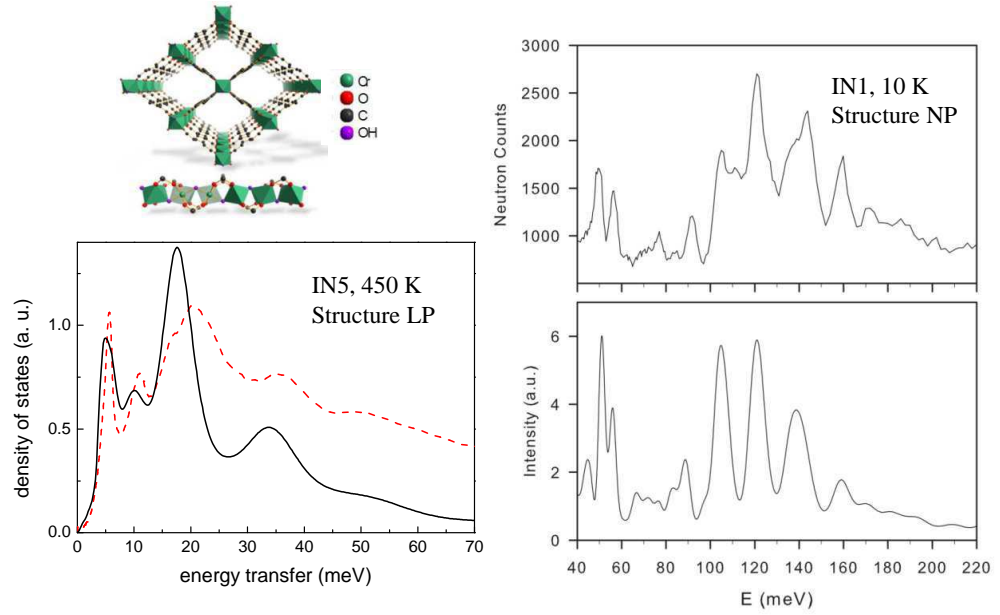 Cr
O
C
OH
IN5, 450 K
Structure LP
density of states (a. u.)
1.0
0.5
0.0
0 10 20 30 40 50 60 70
energy transfer (meV)
IN1, 10 K
Structure NP
Neutron Counts
3000
2500
2000
1500
1000
Intensity (a.u.)
6
4
2
0
40 60 80 100 120 140 160 180 200 220
E (meV)